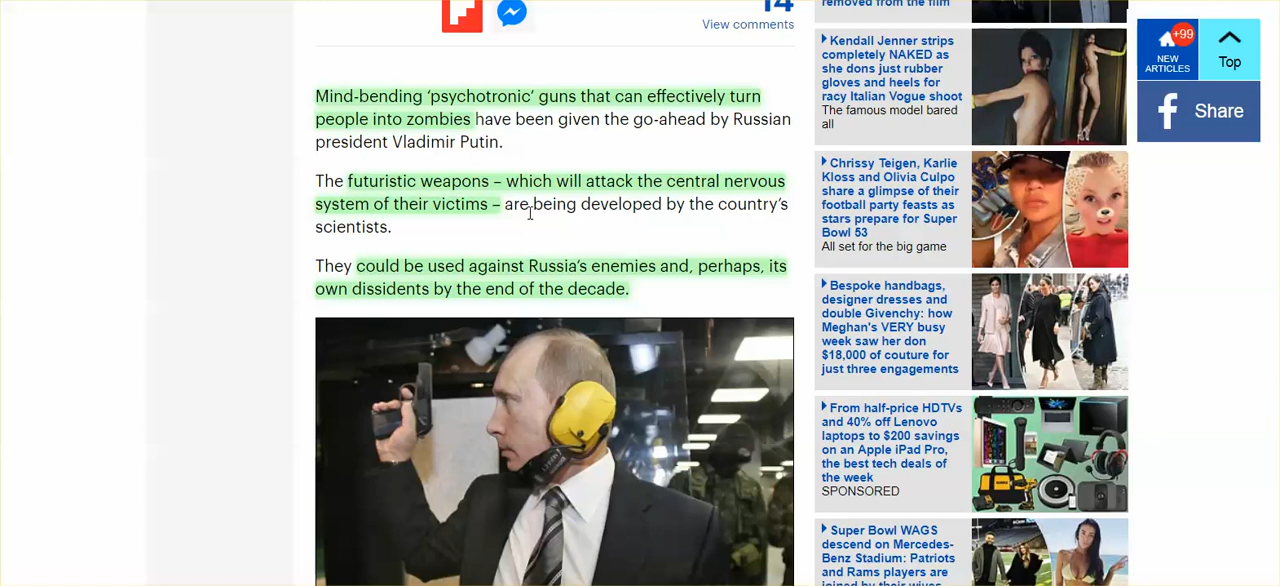 14
View comments
Mind-bending ‘psychotronic’ guns that can effectively turn
people into zombies have been given the go-ahead by Russian
president Vladimir Putin.
The futuristic weapons – which will attack the central nervous
system of their victims – are being developed by the country’s
scientists.
They could be used against Russia’s enemies and, perhaps, its
own dissidents by the end of the decade.
removed from the film
Kendall Jenner strips
completely NAKED as
she dons just rubber
gloves and heels for
racy Italian Vogue shoot
The famous model bared
all
Chrissy Teigen, Karlie
Kloss and Olivia Culpo
share a glimpse of their
football party feasts as
stars prepare for Super
Bowl 53
All set for the big game
Bespoke handbags,
designer dresses and
double Givenchy: how
Meghan's VERY busy
week saw her don
$18,000 of couture for
just three engagements
From half-price HDTVs
and 40% off Lenovo
laptops to $200 savings
on an Apple iPad Pro,
the best tech deals of
the week
SPONSORED
Super Bowl WAGS
descend on Mercedes-
Benz Stadium: Patriots
and Rams players are
joined by their wives
+99
NEW
ARTICLES
Top
Share